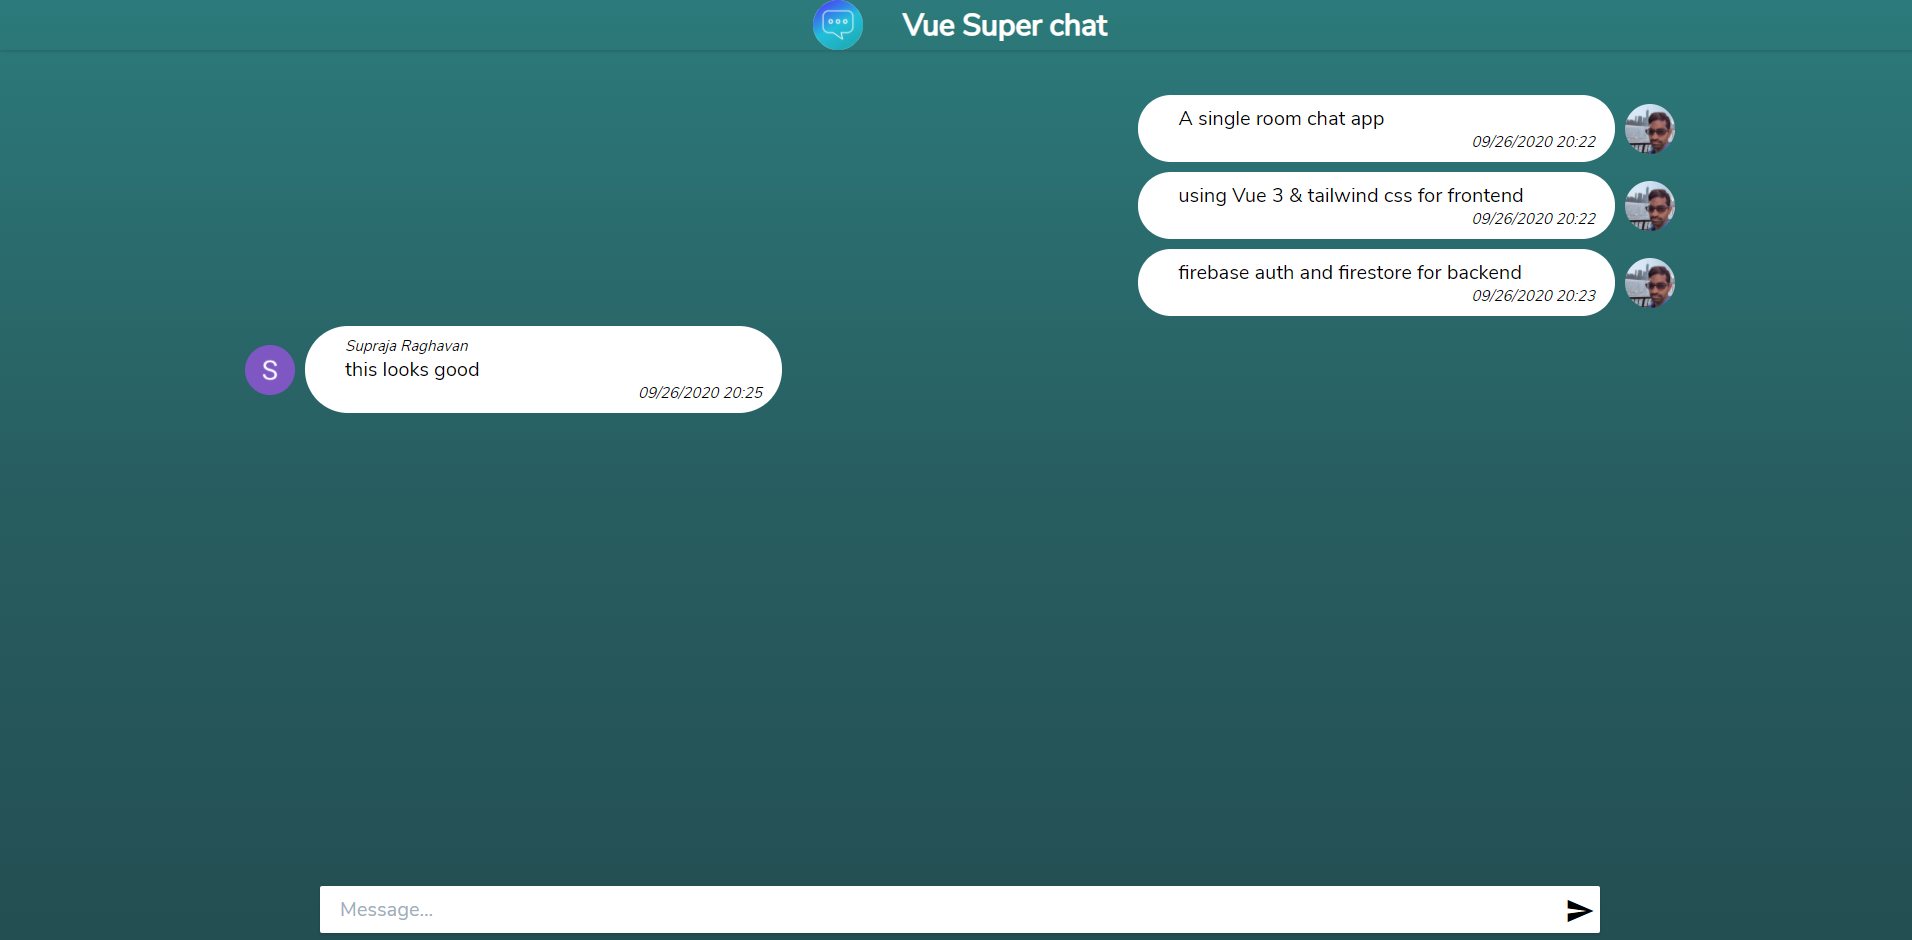 Vue Super chat
A single room chat app
09/26/2020 20:22
using Vue 3 & tailwind css for frontend
09/26/2020 20:22
firebase auth and firestore for backend
09/26/2020 20:23
S
Supraja Raghavan
this looks good
09/26/2020 20:25
Message...